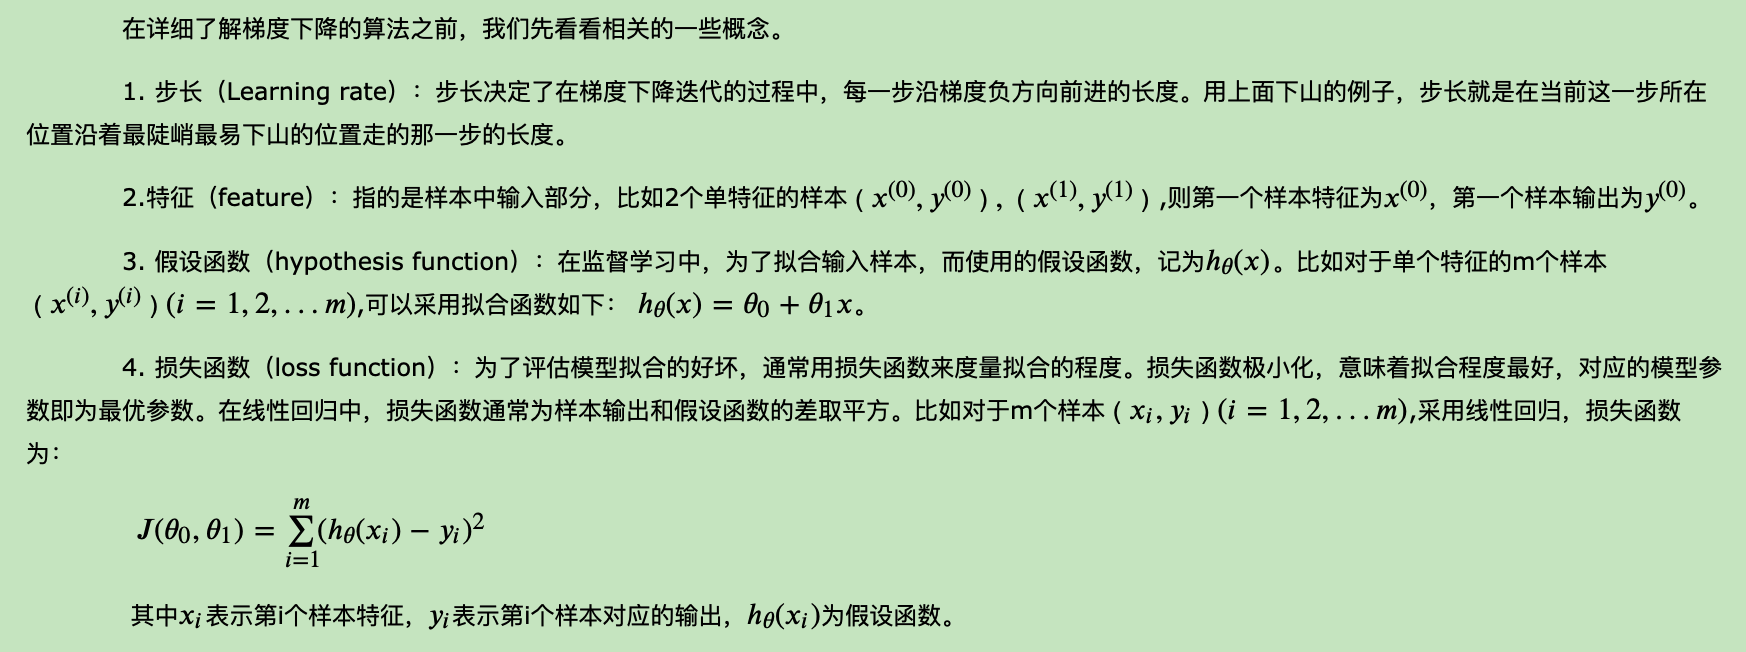 在详细了解梯度下降的算法之前，我们先看看相关的一些概念。
1. 步长（Learning rate）：步长决定了在梯度下降迭代的过程中，每一步沿梯度负方向前进的长度。用上面下山的例子，步长就是在当前这一步所在
位置沿着最陡峭最易下山的位置走的那一步的长度。
2.特征（feature）：指的是样本中输入部分，比如2个单特征的样本（x^{(0)}, y^{(0)}）,（x^{(1)}, y^{(1)}）,则第一个样本特征为x^{(0)}，第一个样本输出为y^{(0)}。
3. 假设函数（hypothesis function）：在监督学习中，为了拟合输入样本，而使用的假设函数，记为h_θ(x)。比如对于单个特征的m个样本
（x^{(i)}, y^{(i)}）(i = 1, 2, . . . m),可以采用拟合函数如下： h_θ(x) = θ_0 + θ_1x。
4. 损失函数（loss function）：为了评估模型拟合的好坏，通常用损失函数来度量拟合的程度。损失函数极小化，意味着拟合程度最好，对应的模型参
数即为最优参数。在线性回归中，损失函数通常为样本输出和假设函数的差取平方。比如对于m个样本（x_i, y_i）(i = 1, 2, . . . m),采用线性回归，损失函数
为：
J(θ_0, θ_1) = \sum_{i=1}^{m}(h_θ(x_i) − y_i)^2
其中x_i表示第i个样本特征，y_i表示第i个样本对应的输出，h_θ(x_i)为假设函数。